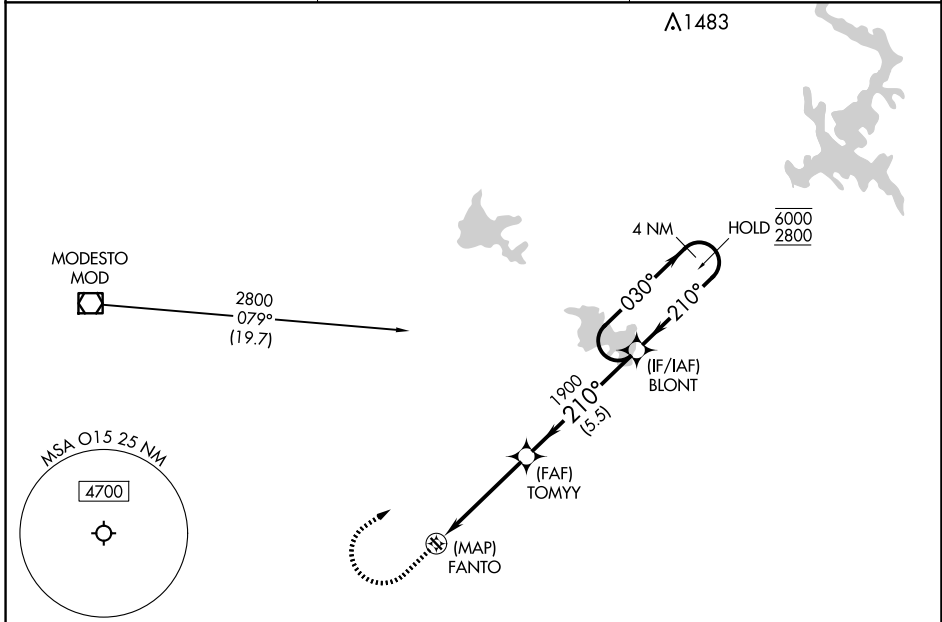 1483
4 NM
HOLD 6000
2800
030°
210°
MODESTO
MOD
2800
079°
(19.7)
(IF/IAF)
BLONT
1900
210°
(5.5)
(FAF)
TOMYY
MSA O15 25 NM
4700
(MAP)
FANTO